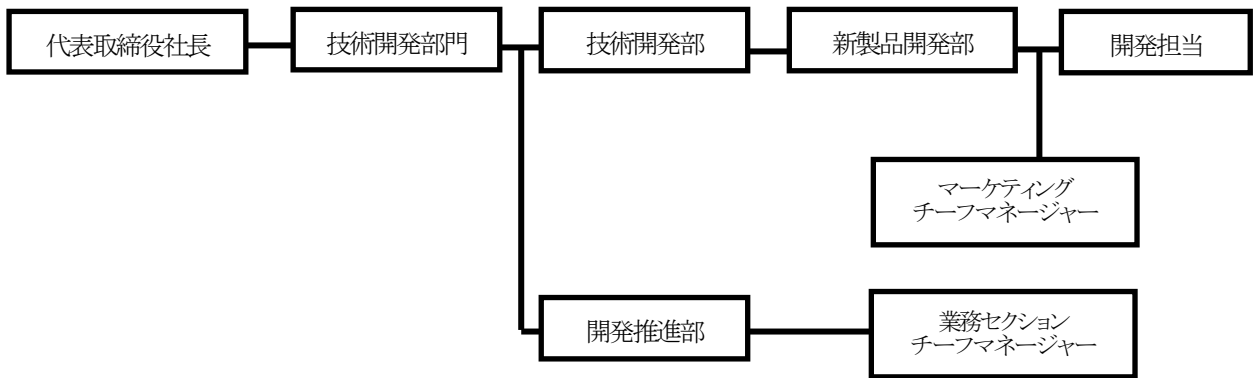 代表取締役社長
技術開発部門
技術開発部
新製品開発部
開発担当
マーケティング
チーフマネージャー
開発推進部
業務セクション
チーフマネージャー